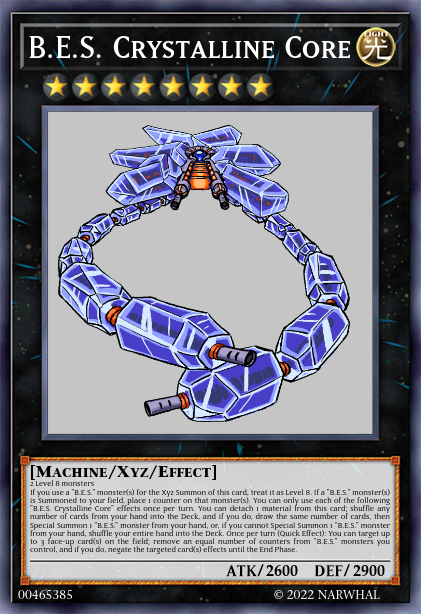 B.E.S. Crystalline Core
LIGHT
光
[Machine/Xyz/Effect]
2 Level 8 monsters
If you use a "B.E.S." monster(s) for the Xyz Summon of this card, treat it as Level 8. If a "B.E.S." monster(s)
is Summoned to your field, place 1 counter on that monster(s). You can only use each of the following
"B.E.S. Crystalline Core" effects once per turn. You can detach 1 material from this card; shuffle any
number of cards from your hand into the Deck, and if you do, draw the same number of cards, then
Special Summon 1 "B.E.S." monster from your hand, or, if you cannot Special Summon 1 "B.E.S." monster
from your hand, shuffle your entire hand into the Deck. Once per turn (Quick Effect): You can target up
to 3 face-up card(s) on the field; remove an equal number of counters from "B.E.S." monsters you
control, and if you do, negate the targeted card(s) effects until the End Phase.
ATK/2600 DEF/2900
00465385 © 2022 NARWHAL